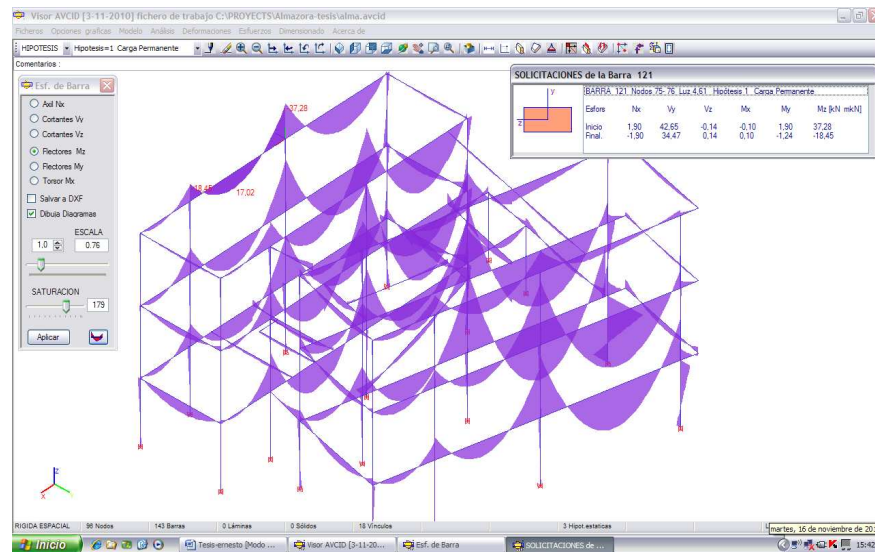 Visor AVCID [3-11-2010] fichero de trabajo C:\PROYECTS\Almazora-tesis\alma.avcid
Ficheros Opciones graficas Modelo Análisis Deformaciones Esfuerzos Dimensionado Acerca de
HIPOTESIS Hipotesis=1 Carga Permanente
Comentarios :
Esf. de Barra
Axil Nx
Cortantes Vy
Cortantes Vz
Flectores Mz
Flectores My
Torsor Mx
Salvar a DXF
Dibuja Diagramas
ESCALA
1.0 0.76
SATURACION
179
Aplicar
SOLICITACIONES de la Barra 121
BARRA 121 Nodos 75-76 Luz 4,61 Hipótesis 1 Carga Permanente
Esfors Nx Vy Vz Mx My Mz [kN mkN]
Inicio 1,90 42,65 -0,14 -0,10 1,90 37,28
Final. -1,90 34,47 0,14 0,10 -1,24 -18,45
y
z
37,28
18,45
17,02
z
x
RIGIDA ESPACIAL 98 Nodos 143 Barras 0 Láminas 0 Sólidos 18 Vínculos 3 Hipot.estaticas
martes, 16 de noviembre de 201
Inicio Tesis-ernesto [Modo ... Visor AVCID [3-11-20... Esf. de Barra SOLICITACIONES de ... 15:42